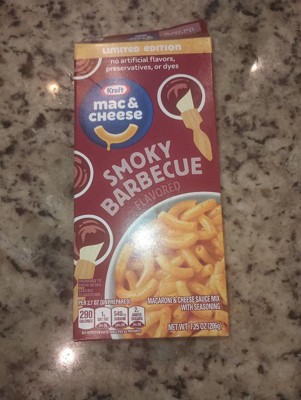 LIMITED EDITION
no artificial flavors,
preservatives, or dyes
Kraft
mac&
cheese
SMOKY
BARBECUE
FLAVORED
MACARONI & CHEESE SAUCE MIX
WITH SEASONING
290
CALORIES
NET WT. 7.25 OZ (206g)